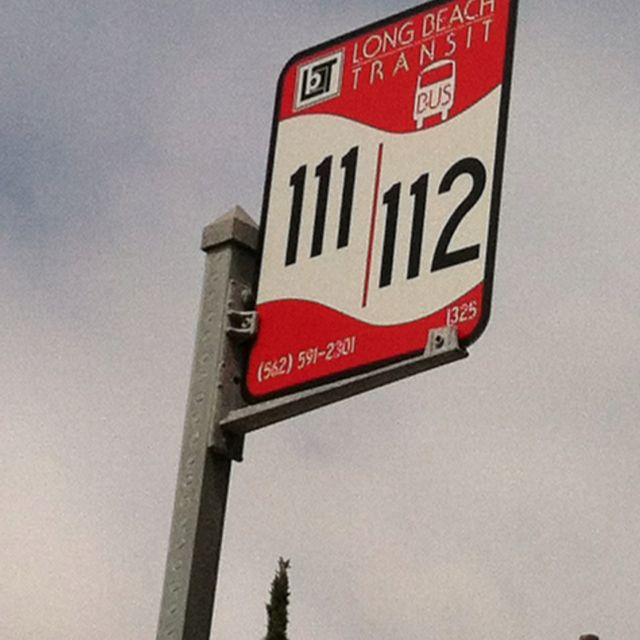 LONG BEACH
TRANSIT
LBT
BUS
111 112
1325
(562) 591-2301